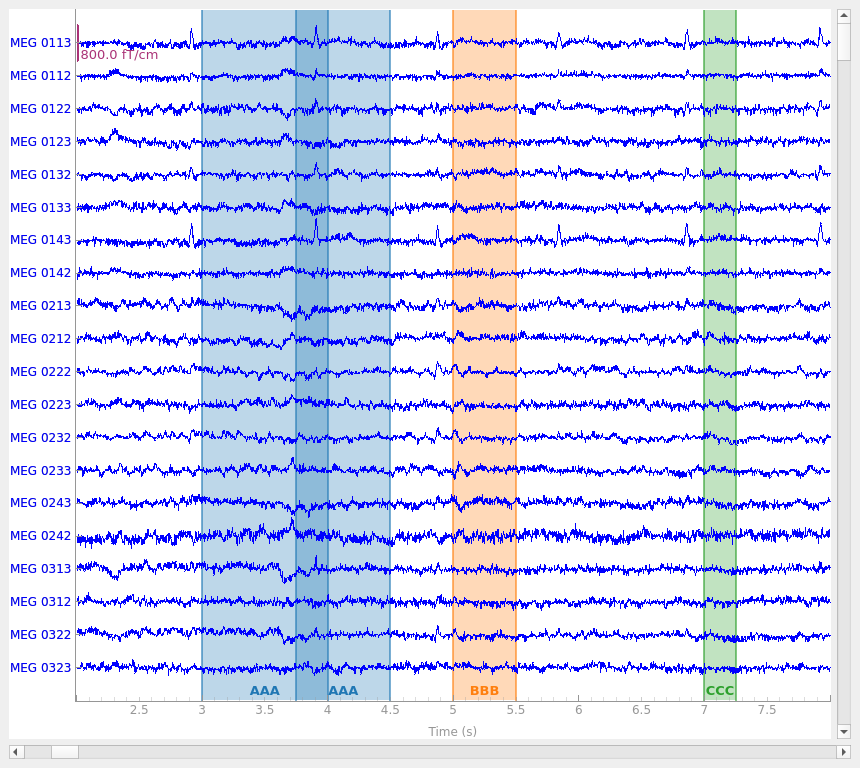 MEG 0113
800.0 fT/cm
MEG 0112
MEG 0122
MEG 0123
MEG 0132
MEG 0133
MEG 0143
MEG 0142
MEG 0213
MEG 0212
MEG 0222
MEG 0223
MEG 0232
MEG 0233
MEG 0243
MEG 0242
MEG 0313
MEG 0312
MEG 0322
MEG 0323
AAA AAA BBB CCC
2.5 3 3.5 4 4.5 5 5.5 6 6.5 7 7.5
Time (s)